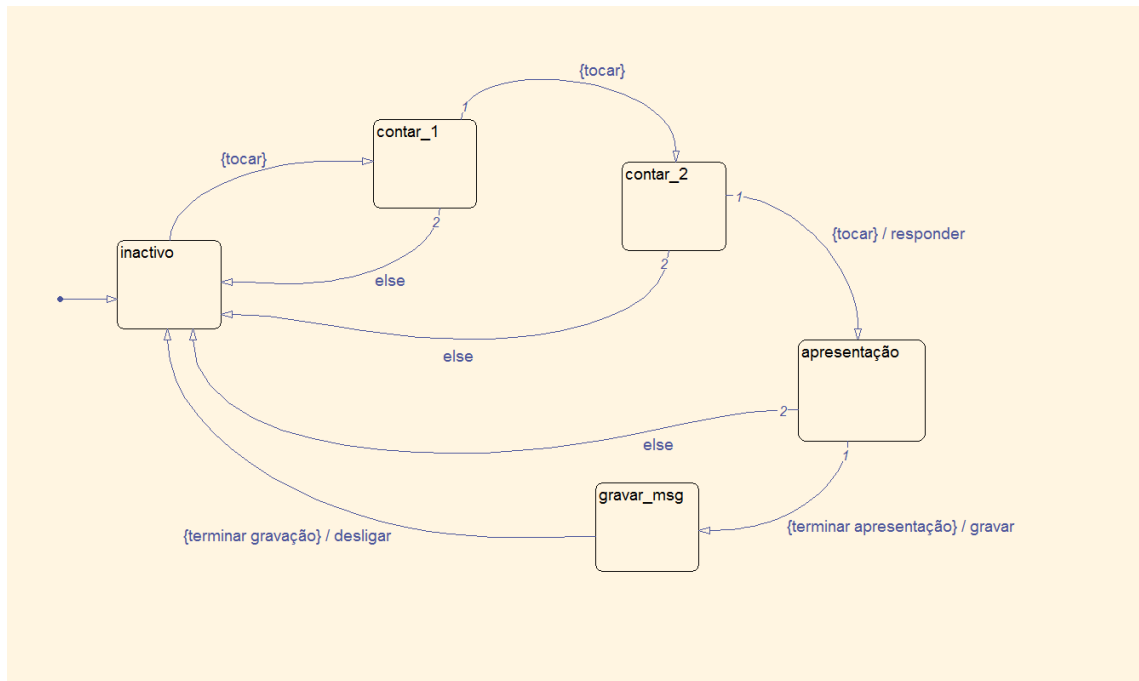 {tocar}
1
contar_1
{tocar}
contar_2
1
2
{tocar} / responder
inactivo
2
else
else
apresentação
2
else
1
gravar_msg
{terminar apresentação} / gravar
{terminar gravação} / desligar